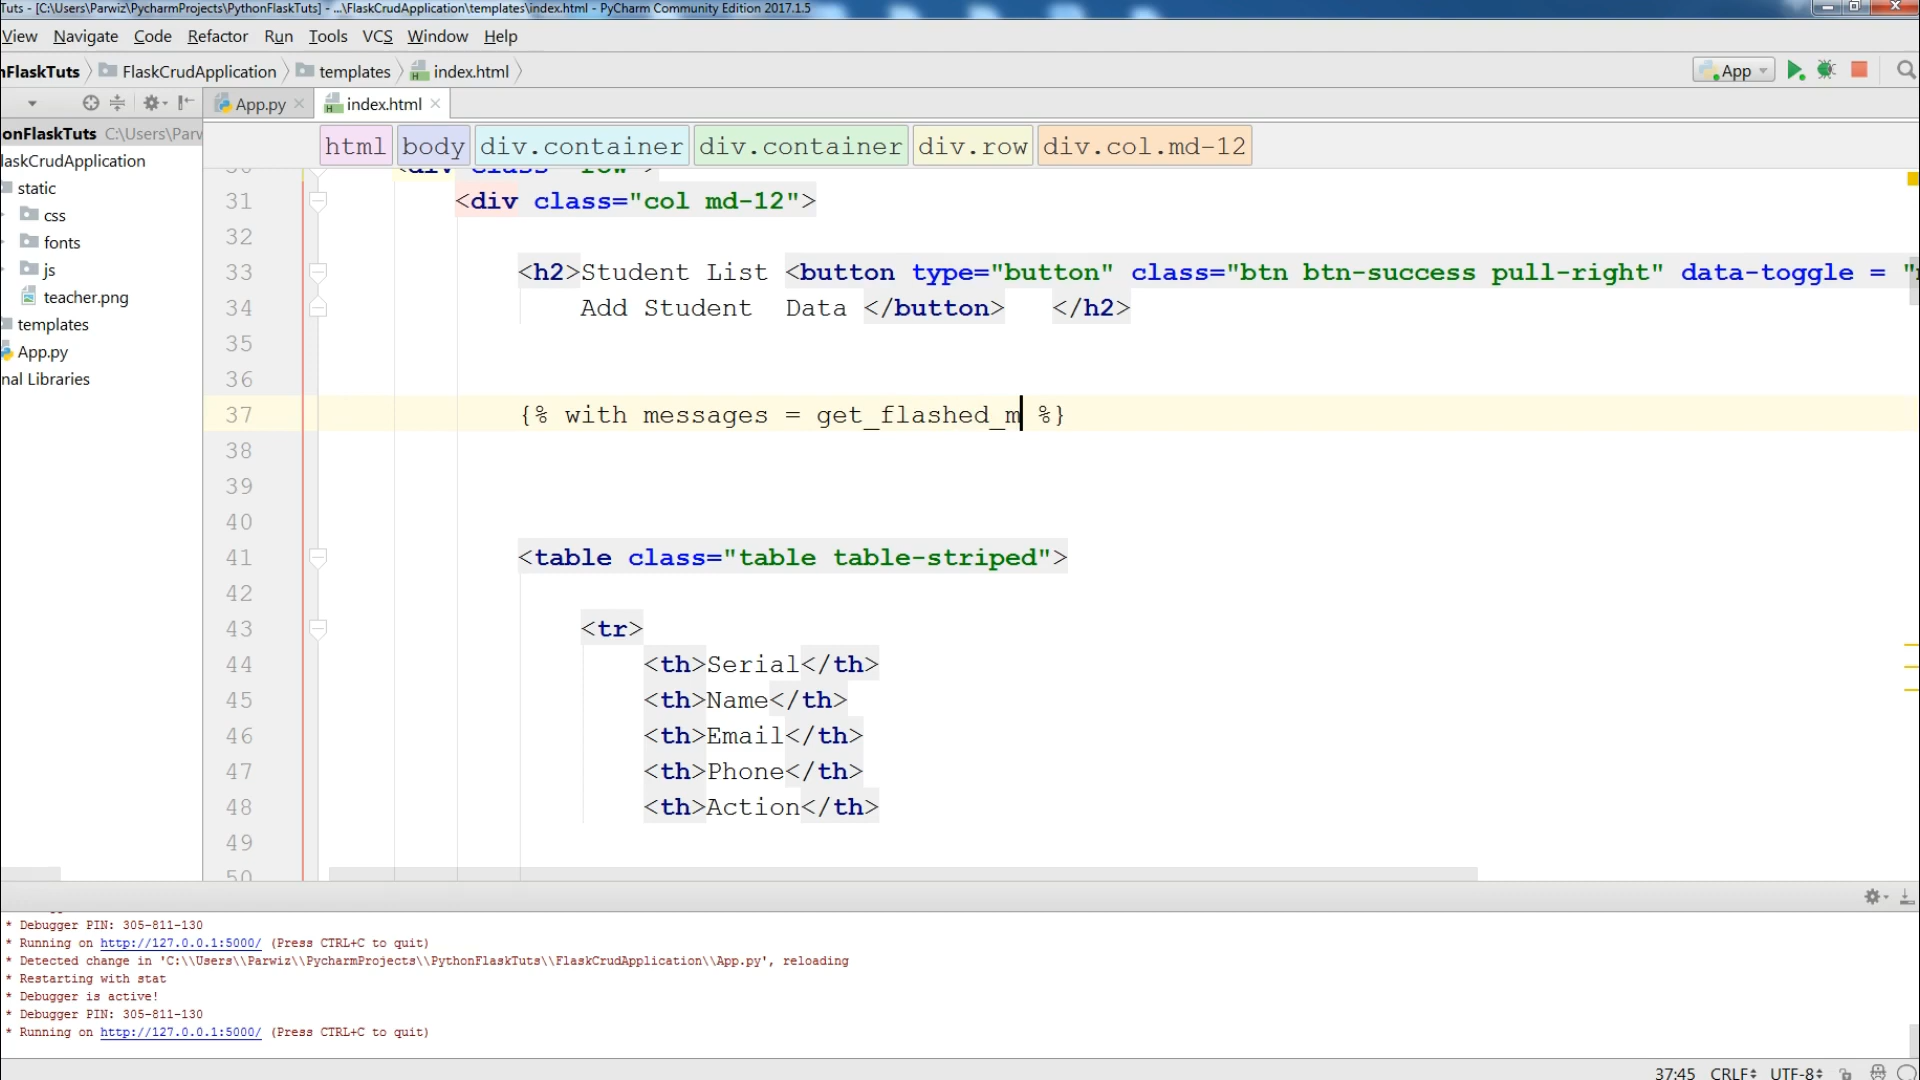 Tuts - [C:\Users\Parwiz\PycharmProjects\PythonFlaskTuts] - ...\FlaskCrudApplication\templates\index.html - PyCharm Community Edition 2017.1.5
View Navigate Code Refactor Run Tools VCS Window Help
nFlaskTuts FlaskCrudApplication templates index.html App
App.py index.html
onFlaskTuts C:\Users\Parw
laskCrudApplication
static
css
fonts
js
teacher.png
templates
App.py
nal Libraries
html body div.container div.container div.row div.col.md-12
31 <div class="col md-12">
32
33 <h2>Student List <button type="button" class="btn btn-success pull-right" data-toggle = "
34 Add Student  Data </button>   </h2>
35
36
37 {% with messages = get_flashed_m %}
38
39
40
41 <table class="table table-striped">
42
43 <tr>
44 <th>Serial</th>
45 <th>Name</th>
46 <th>Email</th>
47 <th>Phone</th>
48 <th>Action</th>
49
50
* Debugger PIN: 305-811-130
* Running on http://127.0.0.1:5000/ (Press CTRL+C to quit)
* Detected change in 'C:\\Users\\Parwiz\\PycharmProjects\\PythonFlaskTuts\\FlaskCrudApplication\\App.py', reloading
* Restarting with stat
* Debugger is active!
* Debugger PIN: 305-811-130
* Running on http://127.0.0.1:5000/ (Press CTRL+C to quit)
37:45 CRLF UTF-8